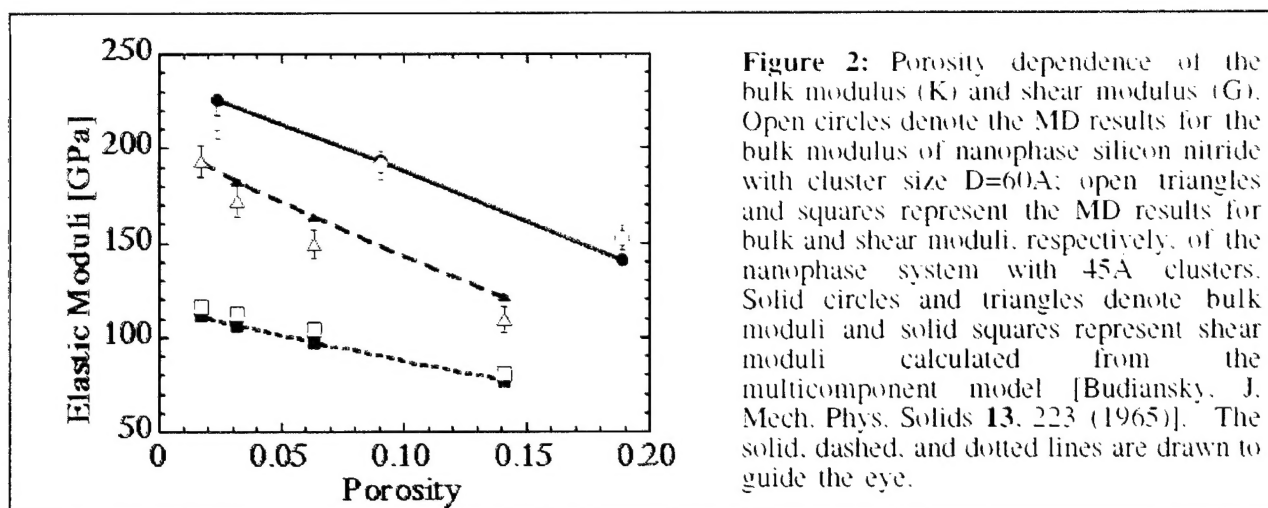 250
200
150
100
50
Elastic Moduli [GPa]
0 0.05 0.10 0.15 0.20
Porosity
Figure 2: Porosity dependence of the
bulk modulus (K) and shear modulus (G).
Open circles denote the MD results for the
bulk modulus of nanophase silicon nitride
with cluster size D=60A; open triangles
and squares represent the MD results for
bulk and shear moduli, respectively, of the
nanophase system with 45A clusters.
Solid circles and triangles denote bulk
moduli and solid squares represent shear
moduli calculated from the
multicomponent model [Budiansky, J.
Mech. Phys. Solids 13, 223 (1965)]. The
solid, dashed, and dotted lines are drawn to
guide the eye.